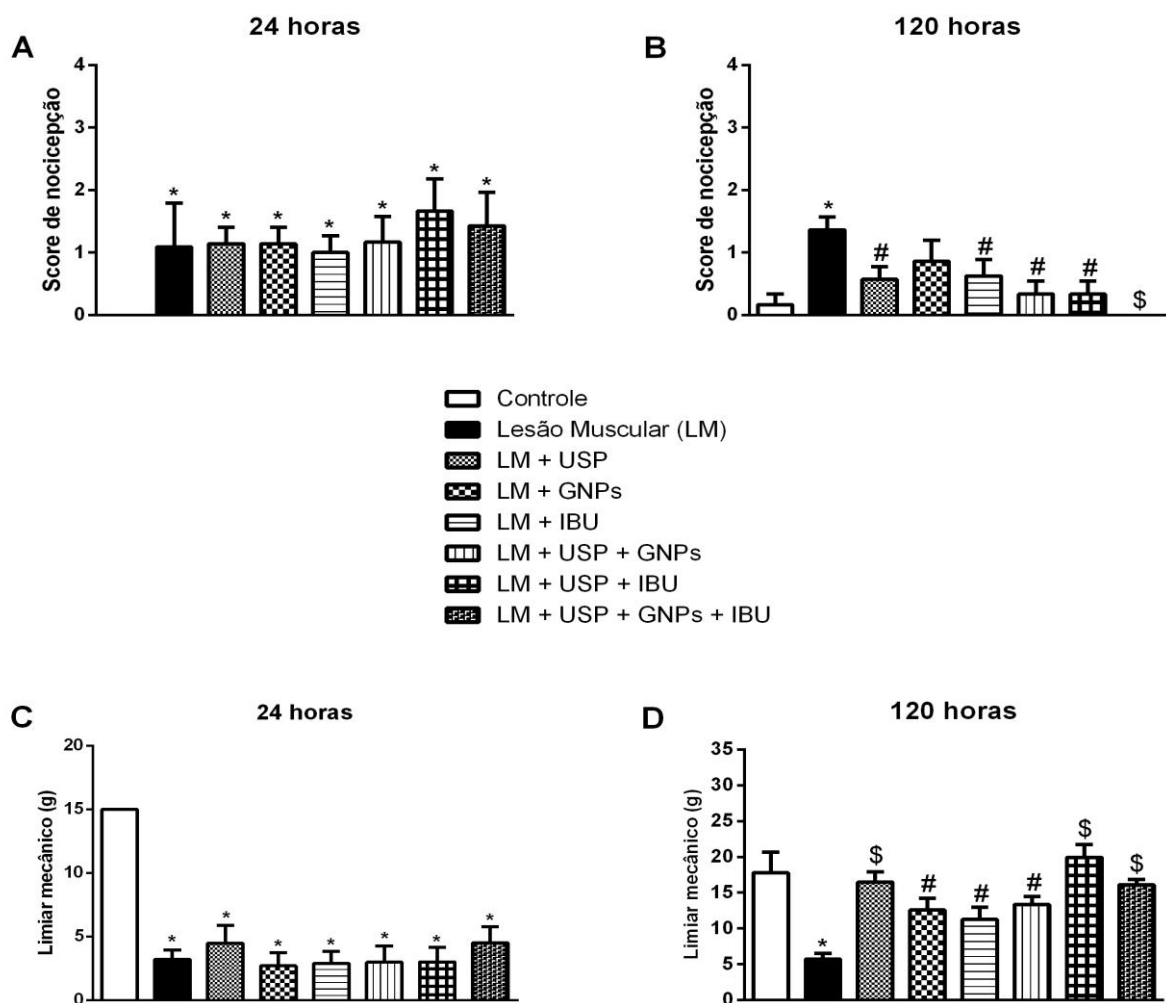 A
24 horas
Score de nocicepção
4
3
2
1
0
* * * * * * *
B
120 horas
Score de nocicepção
4
3
2
1
0
* # # # # $
Controle
Lesão Muscular (LM)
LM + USP
LM + GNPs
LM + IBU
LM + USP + GNPs
LM + USP + IBU
LM + USP + GNPs + IBU
C
24 horas
Limiar mecânico (g)
20
15
10
5
0
* * * * * * *
D
120 horas
Limiar mecânico (g)
35
30
25
20
15
10
5
0
* $ # # # $ $